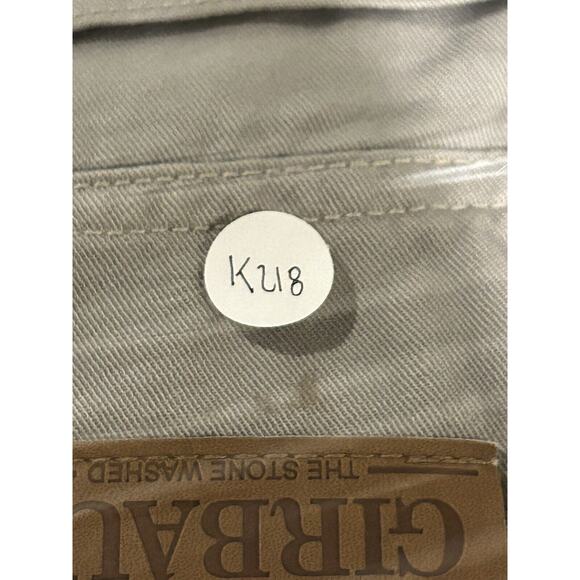 K218
THE STONE WASHED
GIRBAU